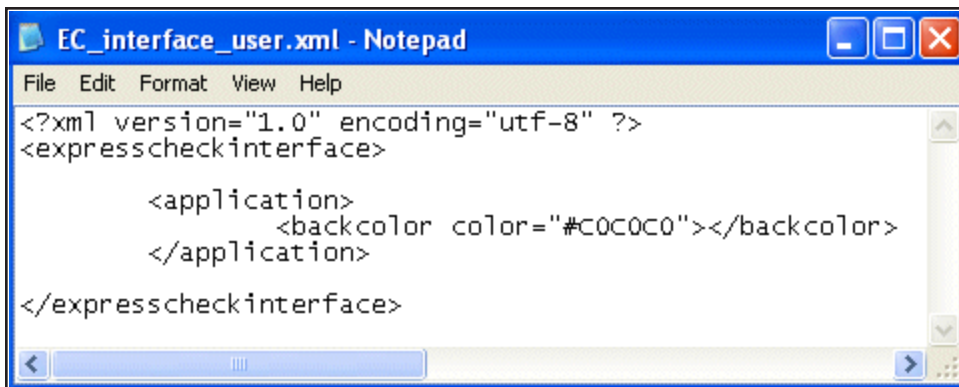 EC_interface_user.xml - Notepad
File Edit Format View Help
<?xml version="1.0" encoding="utf-8" ?>
<expresscheckinterface>
<application>
<backcolor color="#C0C0C0"></backcolor>
</application>
</expresscheckinterface>